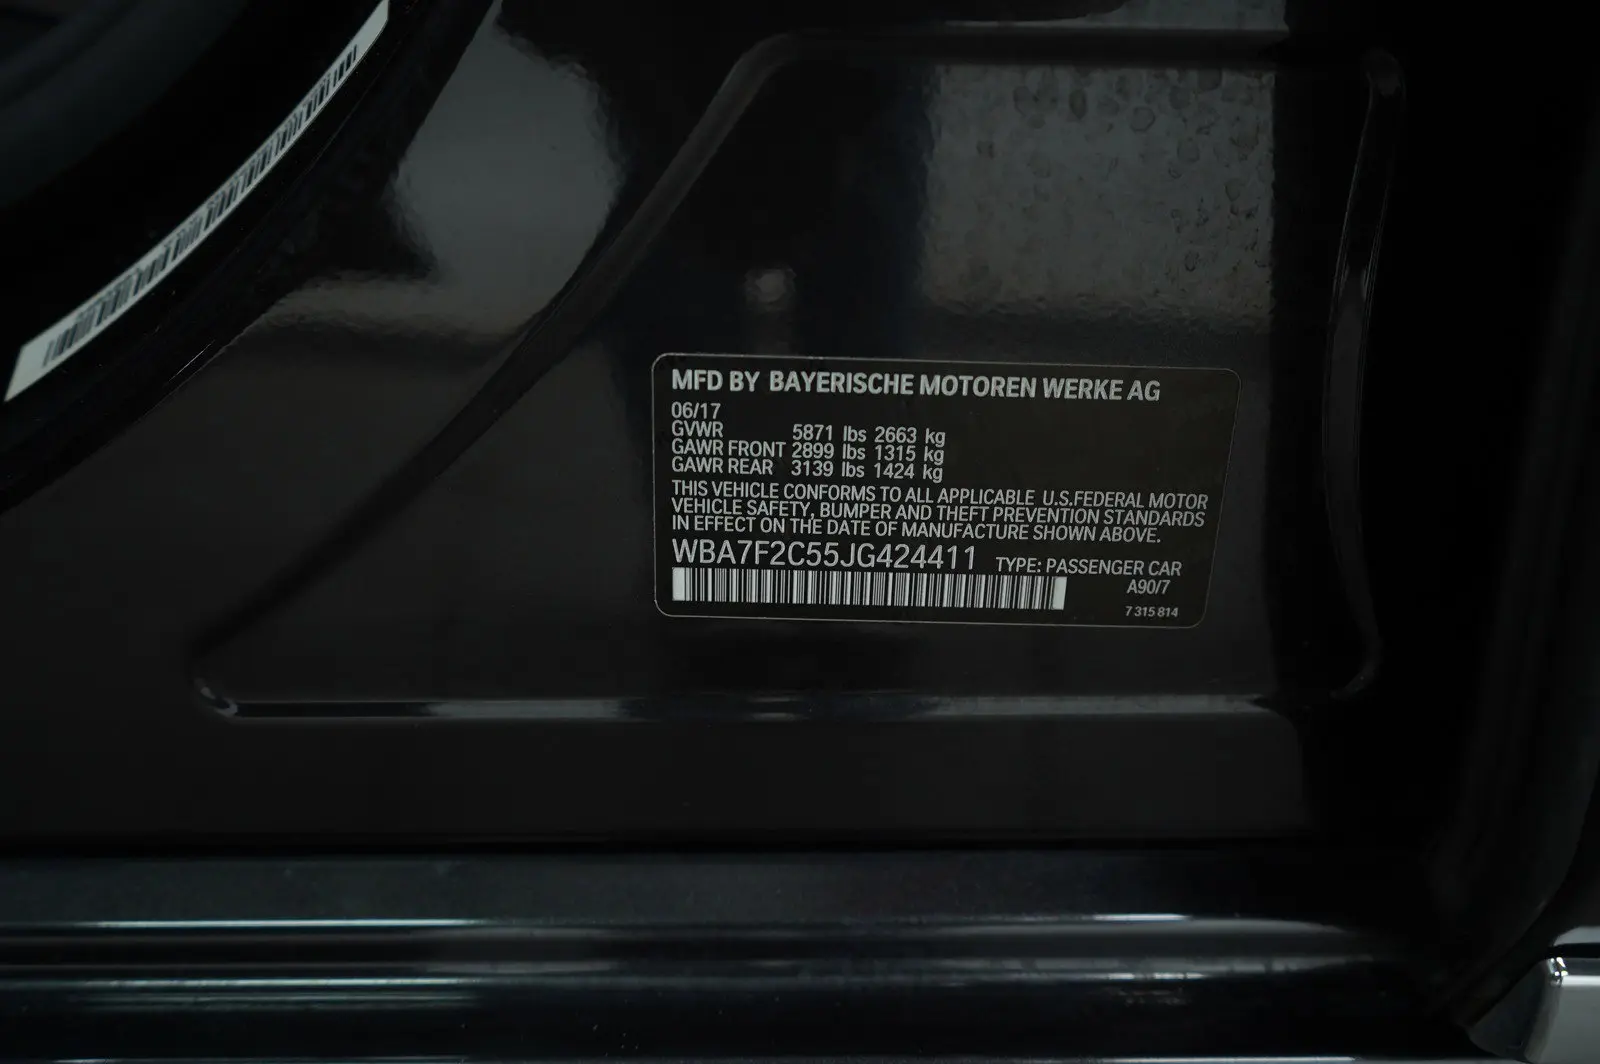 MFD BY BAYERISCHE MOTOREN WERKE AG
06/17
GVWR 5871 lbs 2663 kg
GAWR FRONT 2899 lbs 1315 kg
GAWR REAR 3139 lbs 1424 kg
THIS VEHICLE CONFORMS TO ALL APPLICABLE U.S.FEDERAL MOTOR
VEHICLE SAFETY, BUMPER AND THEFT PREVENTION STANDARDS
IN EFFECT ON THE DATE OF MANUFACTURE SHOWN ABOVE.
WBA7F2C55JG424411 TYPE: PASSENGER CAR
A90/7
7 315 814